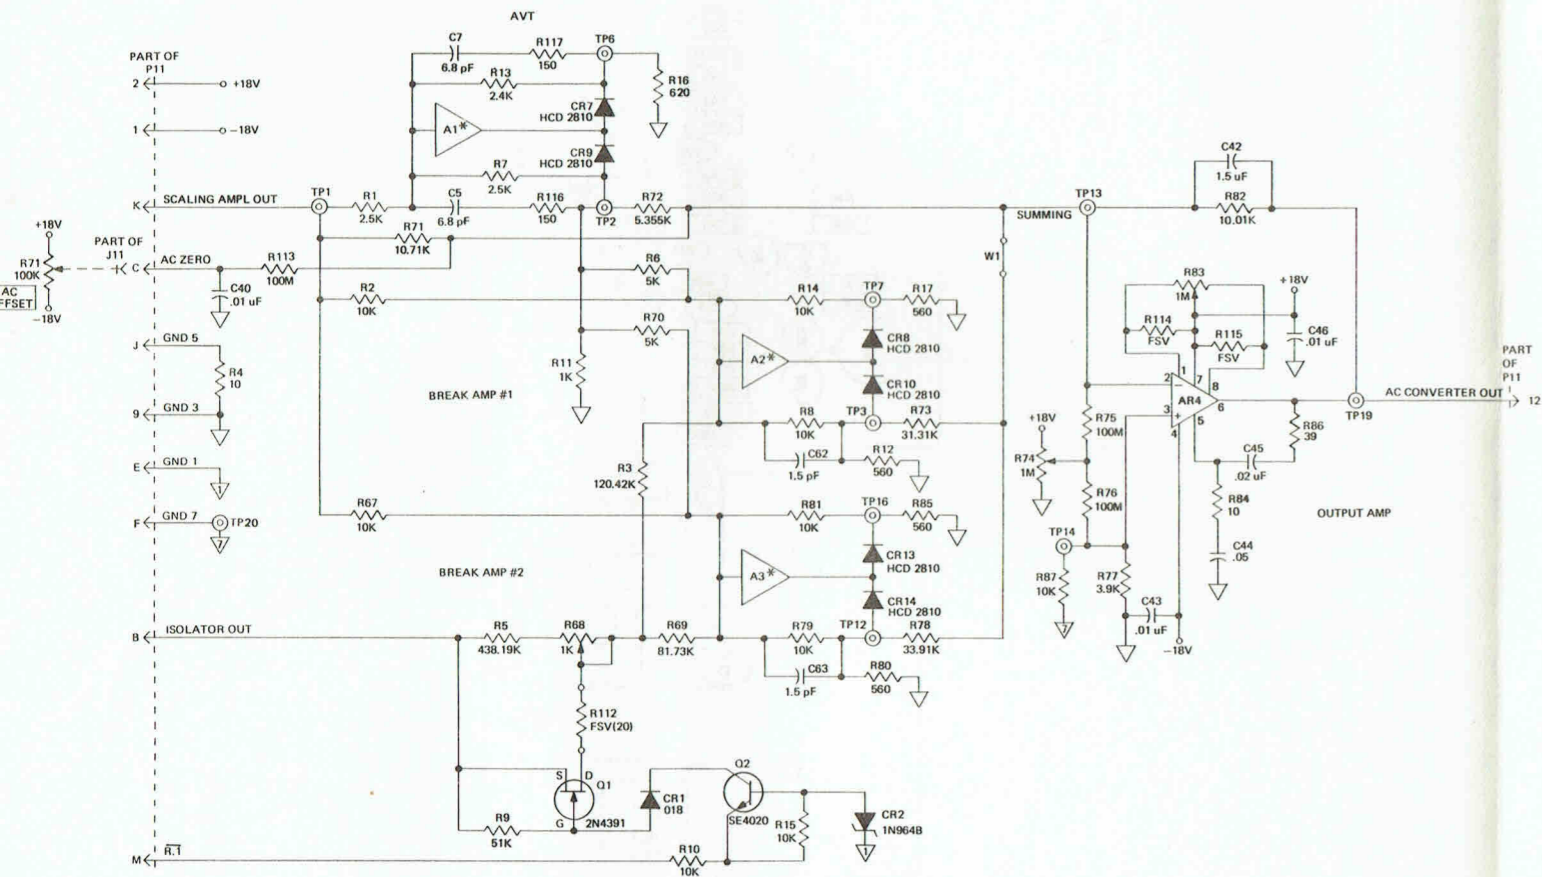 AVT
PART OF
P11
2
+18V
1
-18V
C7
6.8 pF
R117
150
TP6
R13
2.4K
R16
620
A1*
CR7
HCD 2810
CR9
HCD 2810
R7
2.5K
K
SCALING AMPL OUT
TP1
R1
2.5K
C5
6.8 pF
R116
150
TP2
R72
5.355K
SUMMING
TP13
C42
1.5 uF
R82
10.01K
+18V
R71
100K
AC
FFSET
-18V
PART OF
J11
C
AC ZERO
R113
100M
R71
10.71K
C40
.01 uF
R2
10K
R6
5K
R70
5K
R11
1K
W1
R14
10K
TP7
R17
560
A2*
CR8
HCD 2810
CR10
HCD 2810
R8
10K
TP3
R73
31.31K
C62
1.5 pF
R12
560
J
GND 5
R4
10
9
GND 3
E
GND 1
1
F
GND 7
TP20
7
BREAK AMP #1
R3
120.42K
R67
10K
R81
10K
TP16
R85
560
BREAK AMP #2
A3*
CR13
HCD 2810
CR14
HCD 2810
B
ISOLATOR OUT
R5
438.19K
R68
1K
R69
81.73K
R79
10K
TP12
R78
33.91K
C63
1.5 pF
R80
560
R83
1M
+18V
R114
FSV
R115
FSV
C46
.01 uF
1
7
8
2
-
AR4
3
+
6
4
5
AC CONVERTER OUT
PART
OF
P11
12
TP19
R75
100M
+18V
R74
1M
R76
100M
R86
39
C45
.02 uF
R84
10
C44
.05
OUTPUT AMP
TP14
R87
10K
7
R77
3.9K
C43
.01 uF
-18V
R112
FSV(20)
S
D
Q1
G
2N4391
CR1
018
Q2
SE4020
R15
10K
CR2
1N964B
1
R9
51K
M
R.1
R10
10K